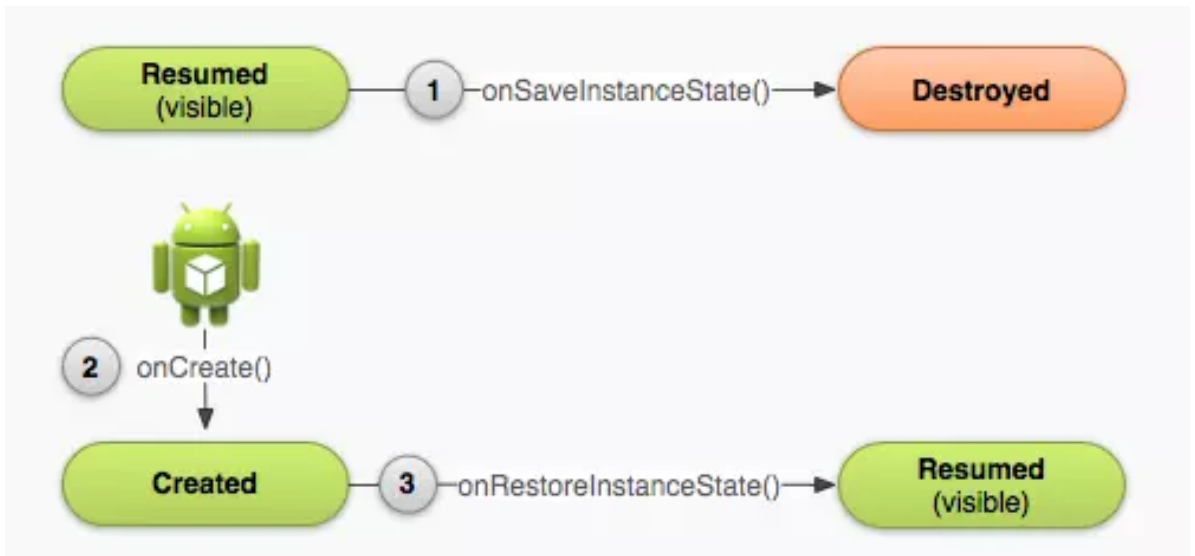 Resumed
(visible)
1
onSaveInstanceState()
Destroyed
2
onCreate()
Created
3
onRestoreInstanceState()
Resumed
(visible)